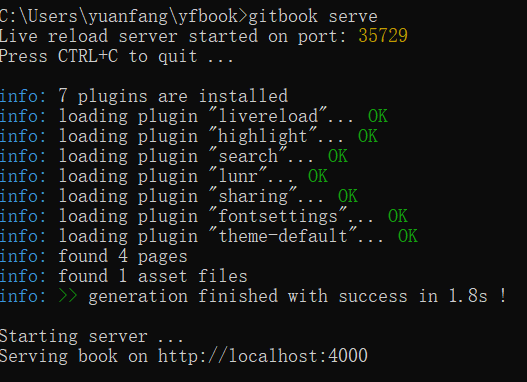 C:\Users\yuanfang\yfbook>gitbook serve
Live reload server started on port: 35729
Press CTRL+C to quit ...
info: 7 plugins are installed
info: loading plugin "livereload"... OK
info: loading plugin "highlight"... OK
info: loading plugin "search"... OK
info: loading plugin "lunr"... OK
info: loading plugin "sharing"... OK
info: loading plugin "fontsettings"... OK
info: loading plugin "theme-default"... OK
info: found 4 pages
info: found 1 asset files
info: >> generation finished with success in 1.8s !
Starting server ...
Serving book on http://localhost:4000